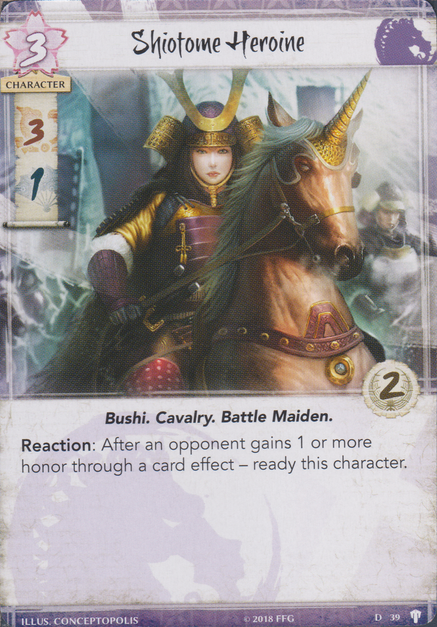 3
Shiotome Heroine
CHARACTER
3
1
2
Bushi. Cavalry. Battle Maiden.
Reaction: After an opponent gains 1 or more
honor through a card effect – ready this character.
ILLUS. CONCEPTOPOLIS © 2018 FFG D 39